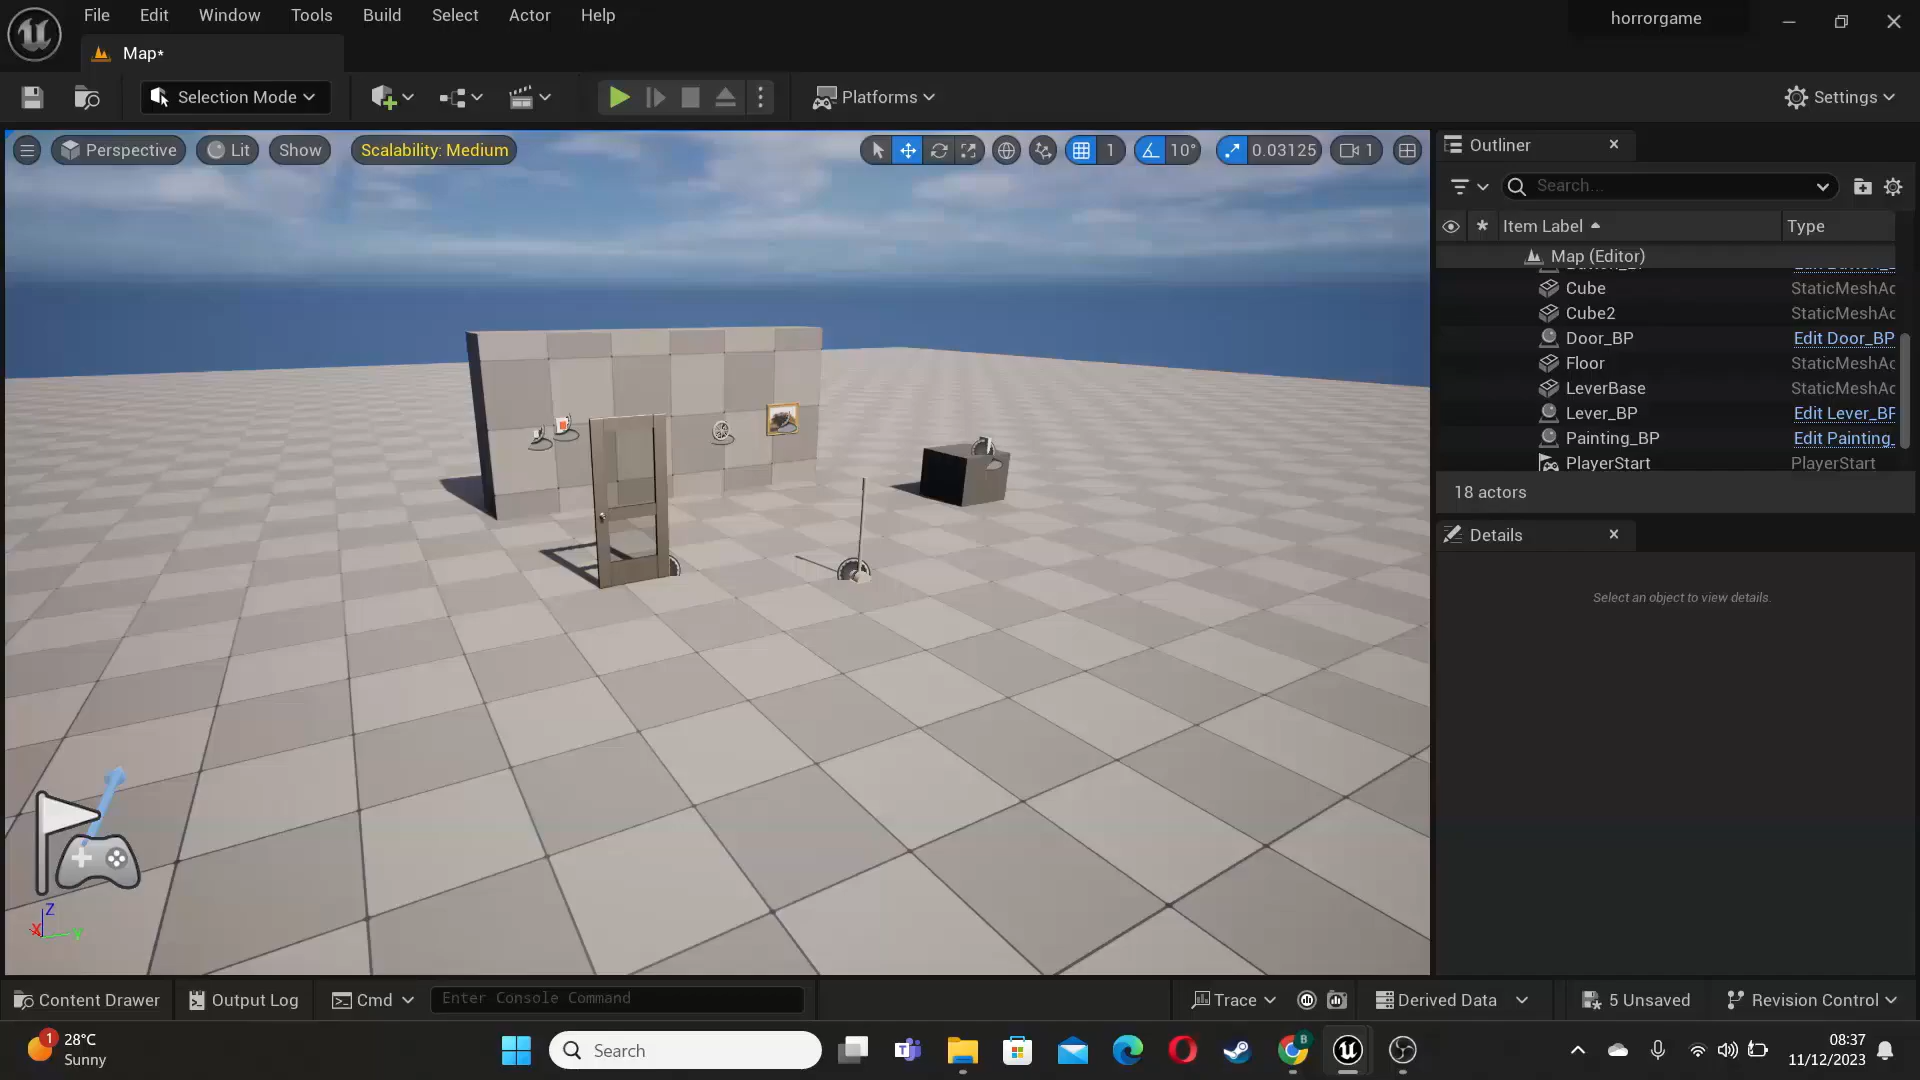 File Edit Window Tools Build Select Actor Help
horrorgame
Map*
Selection Mode
Platforms
Settings
Perspective
Lit
Show
Scalability: Medium
1
10°
0.03125
1
Outliner
Search...
Item Label
Type
Map (Editor)
Cube StaticMeshAc
Cube2 StaticMeshAc
Door_BP Edit Door_BP
Floor StaticMeshAc
LeverBase StaticMeshAc
Lever_BP Edit Lever_BP
Painting_BP Edit Painting_
PlayerStart PlayerStart
18 actors
Details
Select an object to view details.
Z
X
Y
Content Drawer
Output Log
Cmd
Enter Console Command
Trace
Derived Data
5 Unsaved
Revision Control
1
28°C
Sunny
Search
B
08:37
11/12/2023